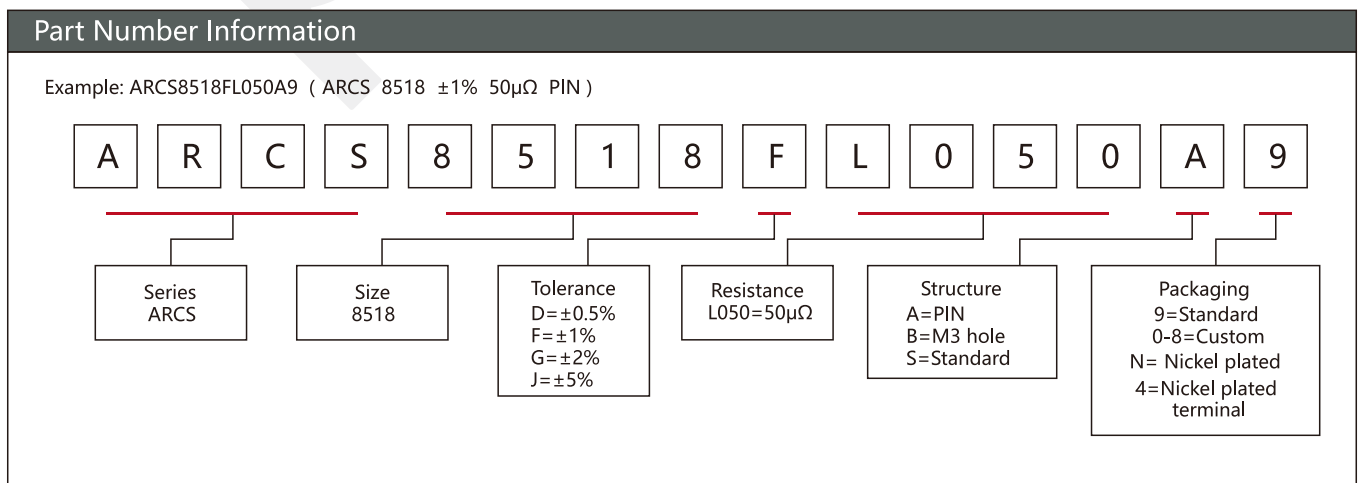 Part Number Information
Example: ARCS8518FL050A9 ( ARCS 8518 ±1% 50μΩ PIN )
A R C S 8 5 1 8 F L 0 5 0 A 9
Series
ARCS
Size
8518
Tolerance
D=±0.5%
F=±1%
G=±2%
J=±5%
Resistance
L050=50μΩ
Structure
A=PIN
B=M3 hole
S=Standard
Packaging
9=Standard
0-8=Custom
N= Nickel plated
4=Nickel plated
terminal